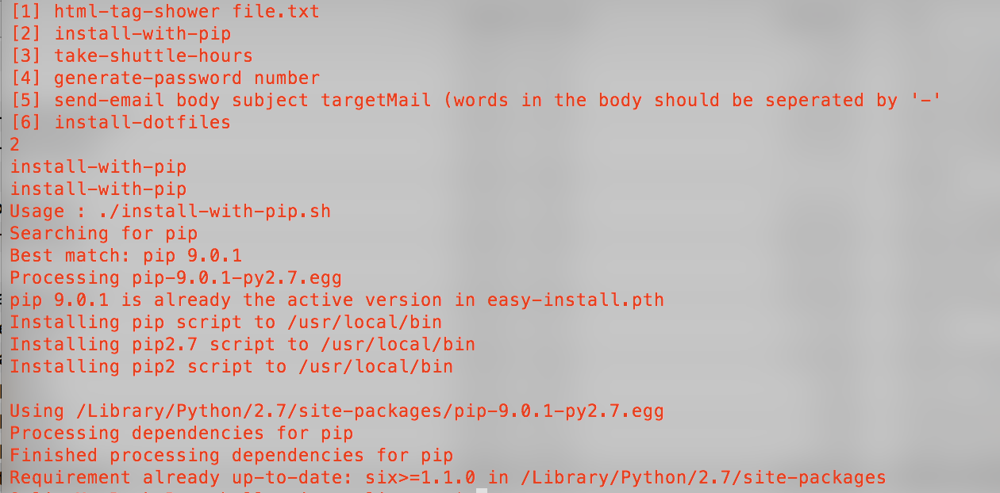 [1] html-tag-shower file.txt
[2] install-with-pip
[3] take-shuttle-hours
[4] generate-password number
[5] send-email body subject targetMail (words in the body should be seperated by '-'
[6] install-dotfiles
2
install-with-pip
install-with-pip
Usage : ./install-with-pip.sh
Searching for pip
Best match: pip 9.0.1
Processing pip-9.0.1-py2.7.egg
pip 9.0.1 is already the active version in easy-install.pth
Installing pip script to /usr/local/bin
Installing pip2.7 script to /usr/local/bin
Installing pip2 script to /usr/local/bin

Using /Library/Python/2.7/site-packages/pip-9.0.1-py2.7.egg
Processing dependencies for pip
Finished processing dependencies for pip
Requirement already up-to-date: six>=1.1.0 in /Library/Python/2.7/site-packages